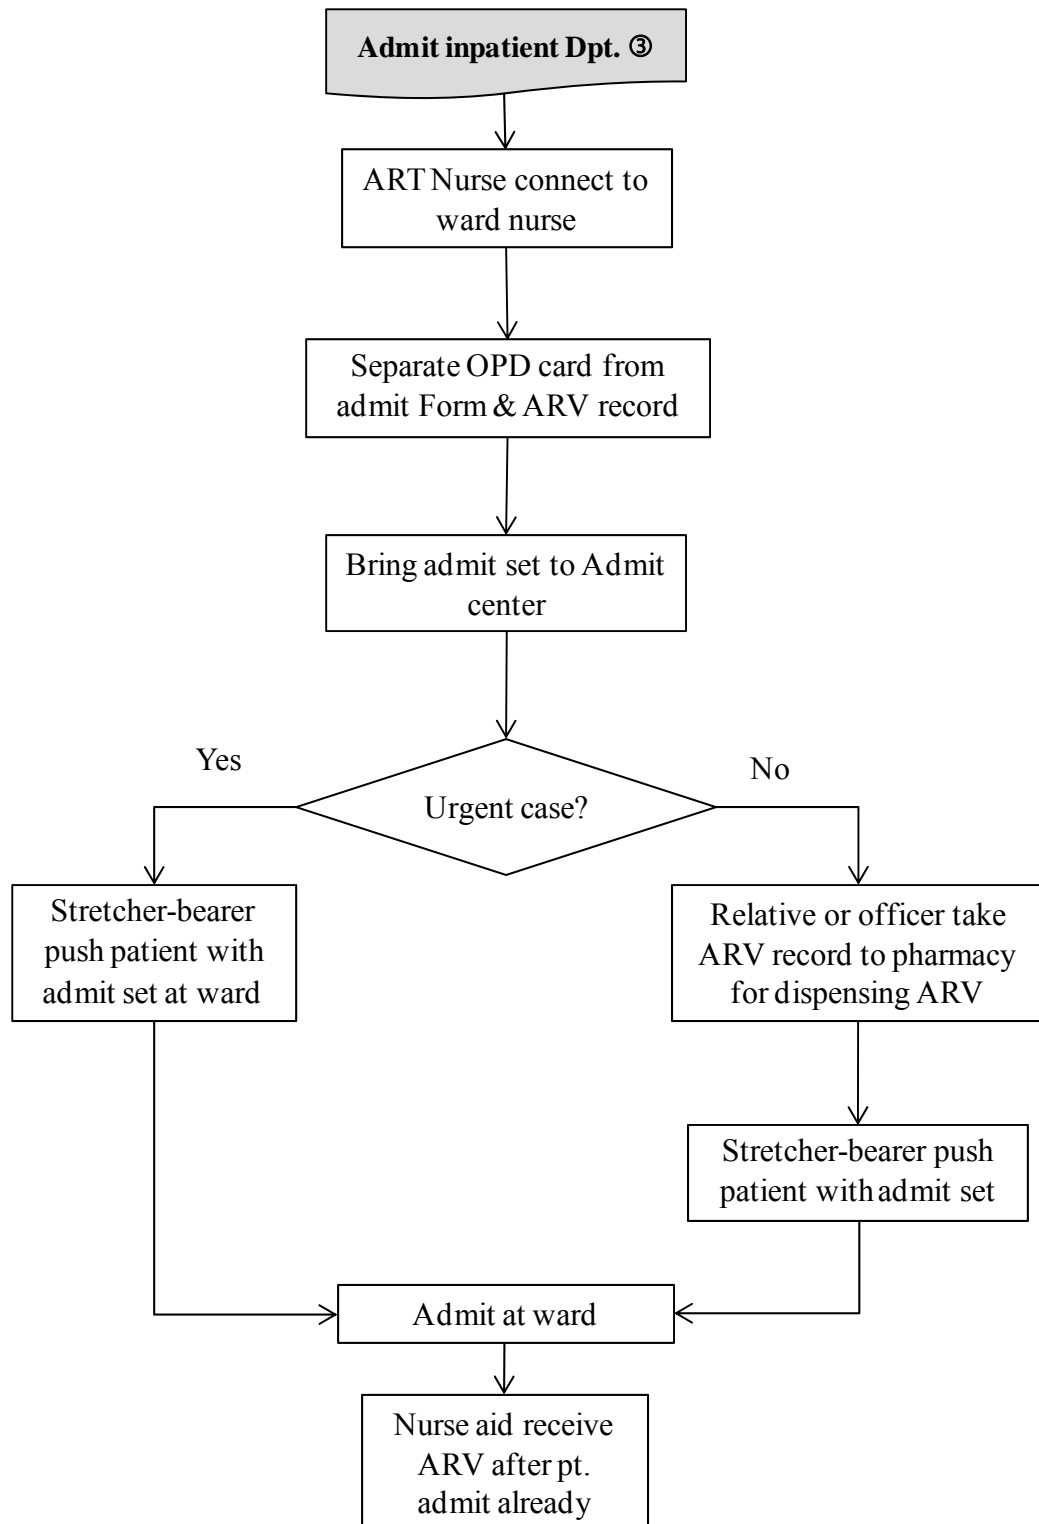 Admit inpatient Dpt. ③
ART Nurse connect to
ward nurse
Separate OPD card from
admit Form & ARV record
Bring admit set to Admit
center
Yes
No
Urgent case?
Stretcher-bearer
push patient with
admit set at ward
Relative or officer take
ARV record to pharmacy
for dispensing ARV
Stretcher-bearer push
patient with admit set
Admit at ward
Nurse aid receive
ARV after pt.
admit already